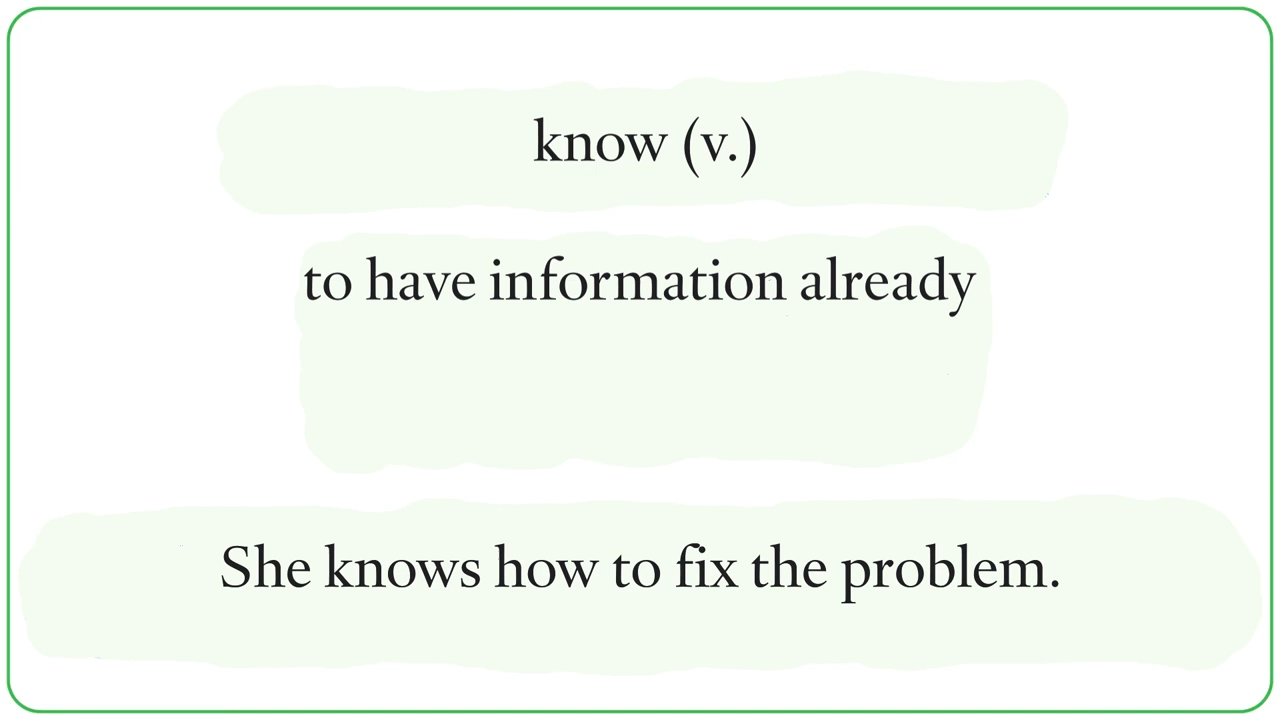 know (v.)
to have information already
She knows how to fix the problem.